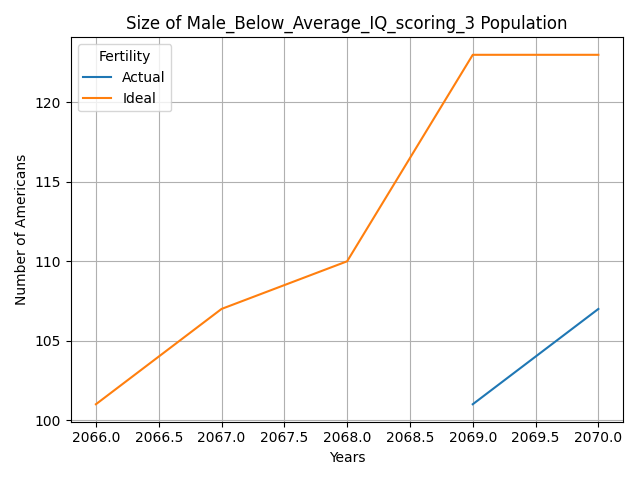 Size of Male_Below_Average_IQ_scoring_3 Population
Fertility
Actual
Ideal
Number of Americans
120
115
110
105
100
2066.0 2066.5 2067.0 2067.5 2068.0 2068.5 2069.0 2069.5 2070.0
Years